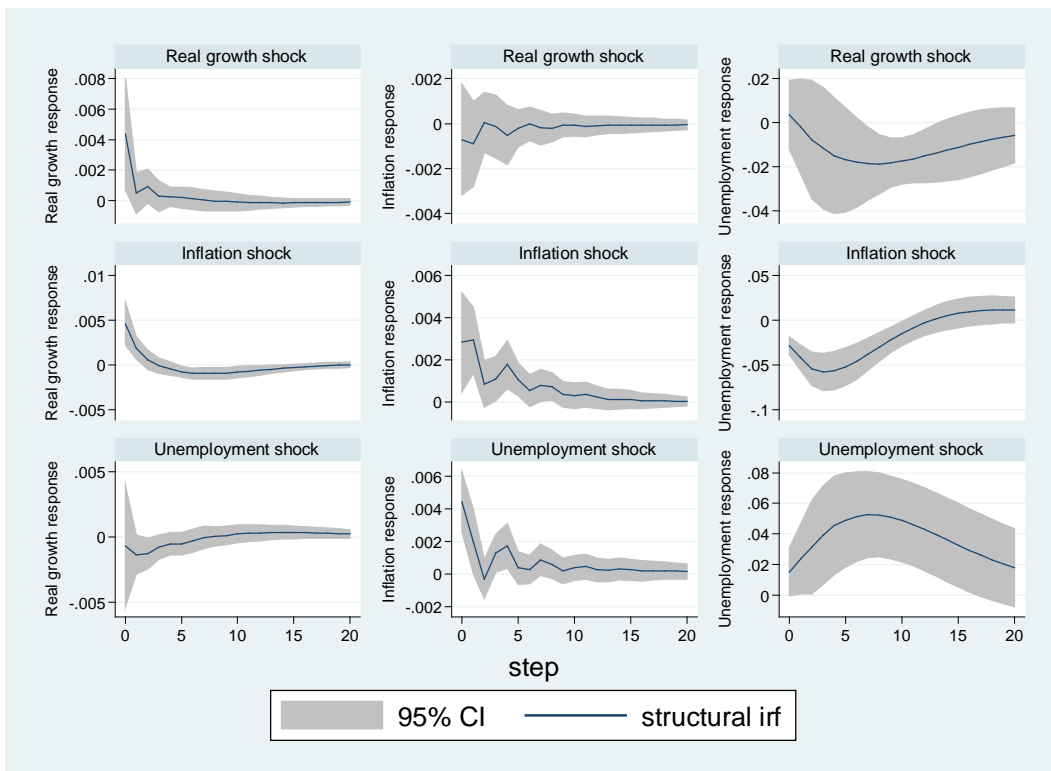 Real growth shock
Real growth response
.008
.006
.004
.002
0
Real growth shock
Inflation response
.002
0
-.002
-.004
Real growth shock
Unemployment response
.02
0
-.02
-.04
Inflation shock
Real growth response
.01
.005
0
-.005
Inflation shock
Inflation response
.006
.004
.002
0
Inflation shock
Unemployment response
.05
0
-.05
-.1
Unemployment shock
Real growth response
.005
0
-.005
0 5 10 15 20
Unemployment shock
Inflation response
.006
.004
.002
0
-.002
0 5 10 15 20
Unemployment shock
Unemployment response
.08
.06
.04
.02
0
0 5 10 15 20
step
95% CI structural irf